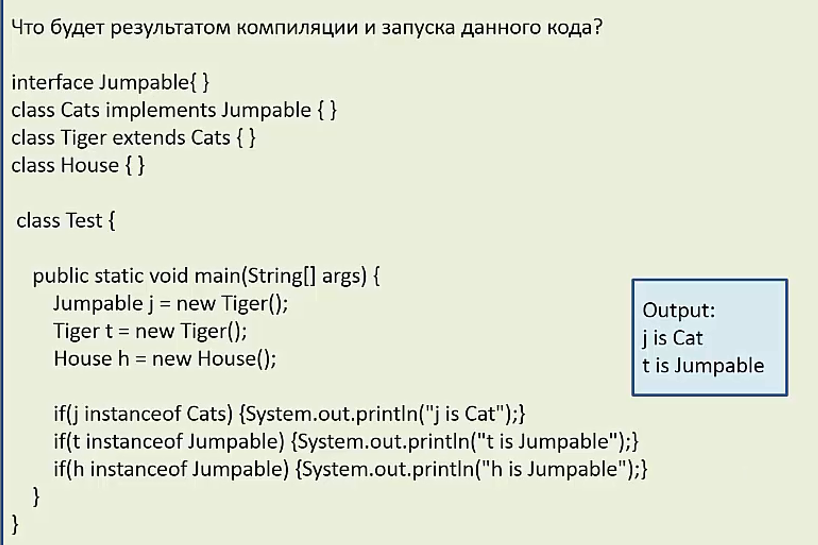 Что будет результатом компиляции и запуска данного кода?
interface Jumpable{ }
class Cats implements Jumpable { }
class Tiger extends Cats { }
class House { }
class Test {
public static void main(String[] args) {
Jumpable j = new Tiger();
Tiger t = new Tiger();
House h = new House();
if(j instanceof Cats) {System.out.println("j is Cat");}
if(t instanceof Jumpable) {System.out.println("t is Jumpable");}
if(h instanceof Jumpable) {System.out.println("h is Jumpable");}
}
}
Output:
j is Cat
t is Jumpable